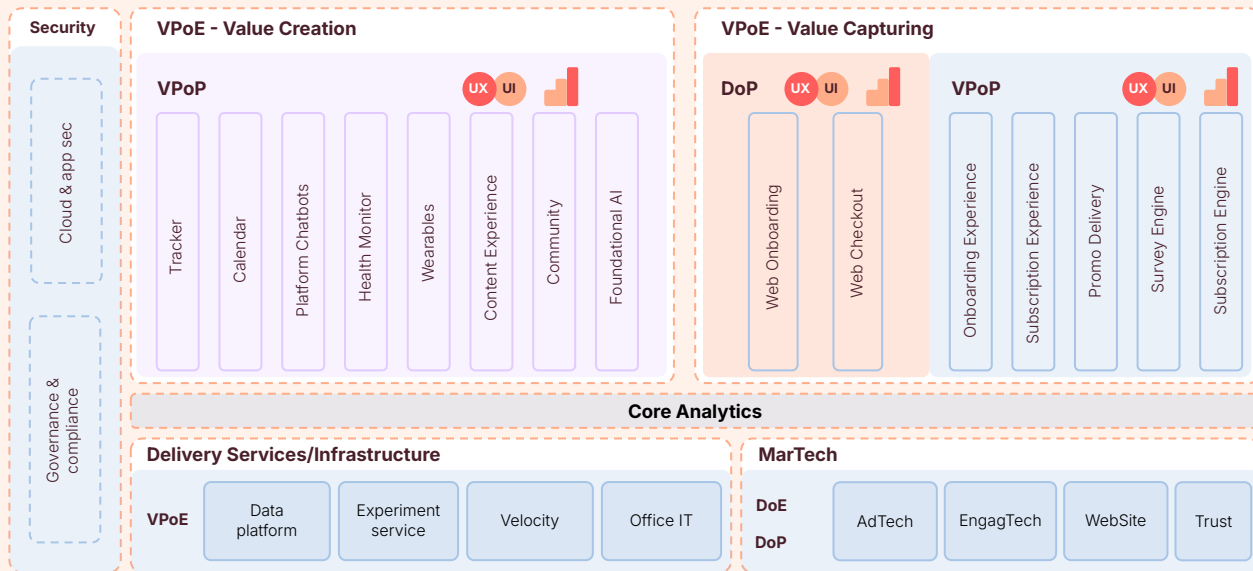 Security
Cloud & app sec
Governance &
compliance
VPoE - Value Creation
VPoP
UX
UI
Tracker
Calendar
Platform Chatbots
Health Monitor
Wearables
Content Experience
Community
Foundational AI
VPoE - Value Capturing
DoP
UX
UI
Web Onboarding
Web Checkout
VPoP
UX
UI
Onboarding Experience
Subscription Experience
Promo Delivery
Survey Engine
Subscription Engine
Core Analytics
Delivery Services/Infrastructure
VPoE
Data
platform
Experiment
service
Velocity
Office IT
MarTech
DoE
DoP
AdTech
EngagTech
WebSite
Trust